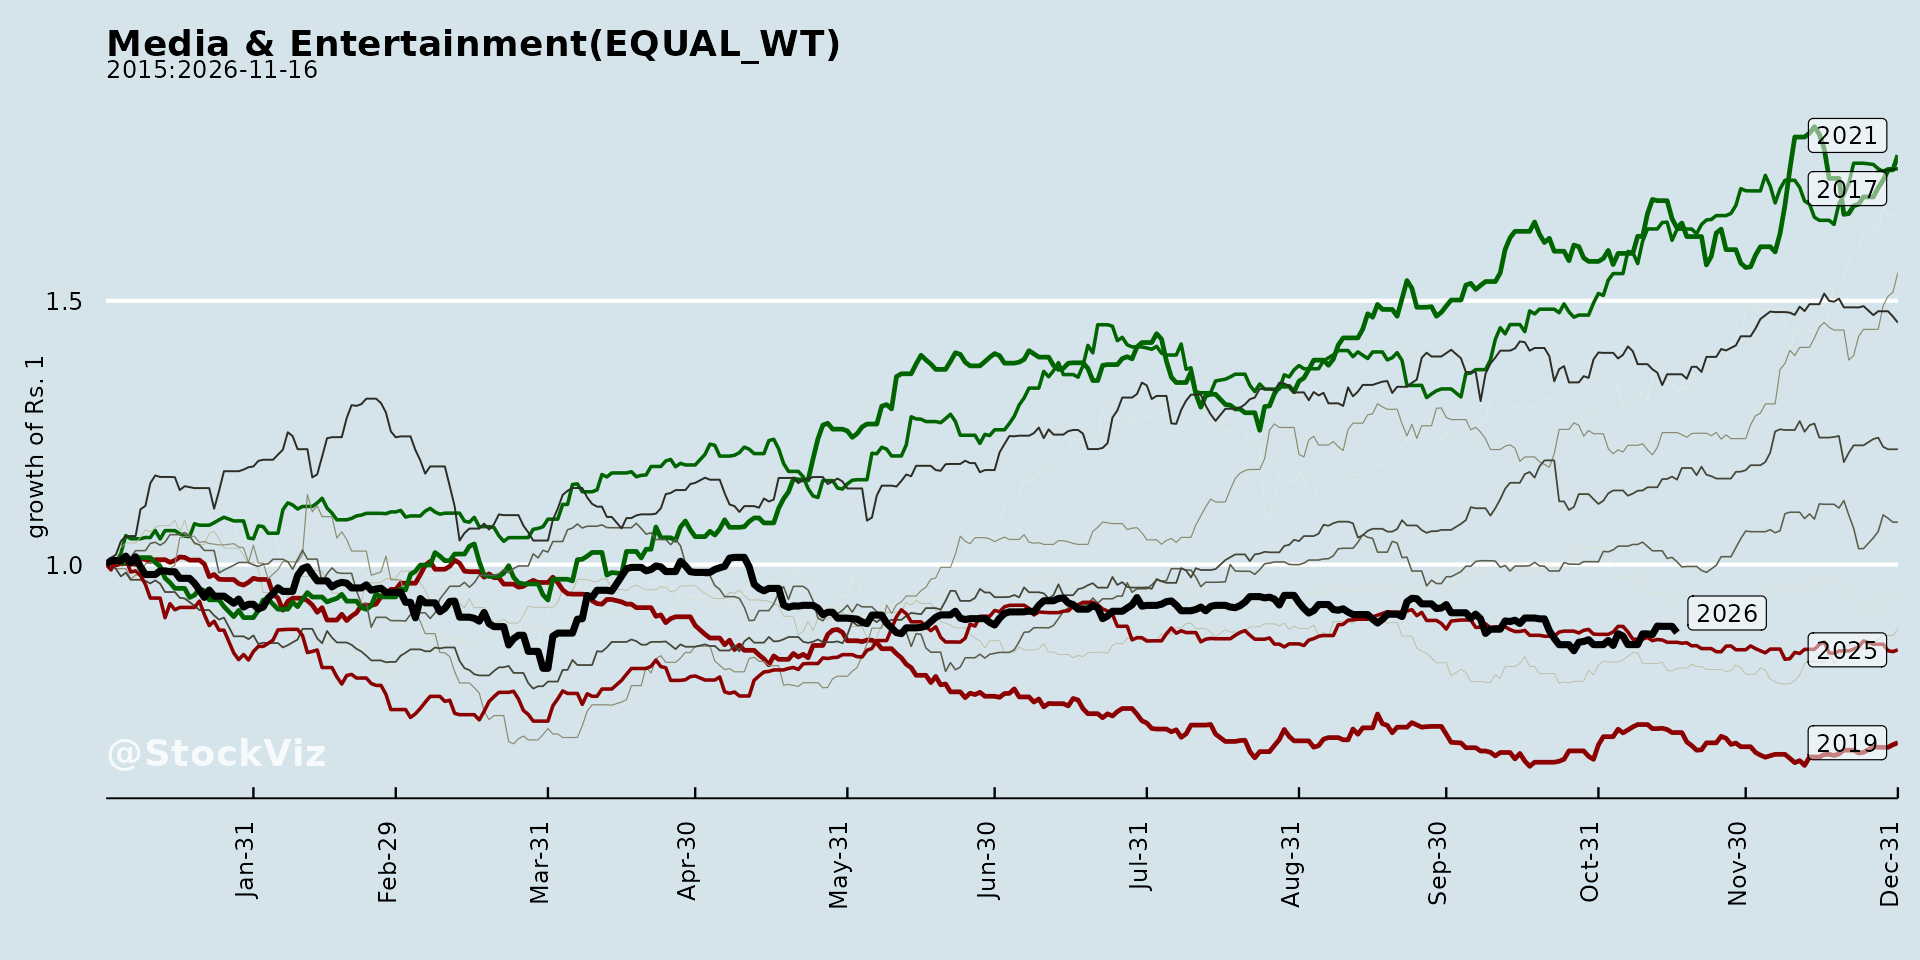 Media & Entertainment(EQUAL_WT)
2015:2026-11-16
growth of Rs. 1
1.5
1.0
2021
2017
2026
2025
2019
@StockViz
Jan-31
Feb-29
Mar-31
Apr-30
May-31
Jun-30
Jul-31
Aug-31
Sep-30
Oct-31
Nov-30
Dec-31